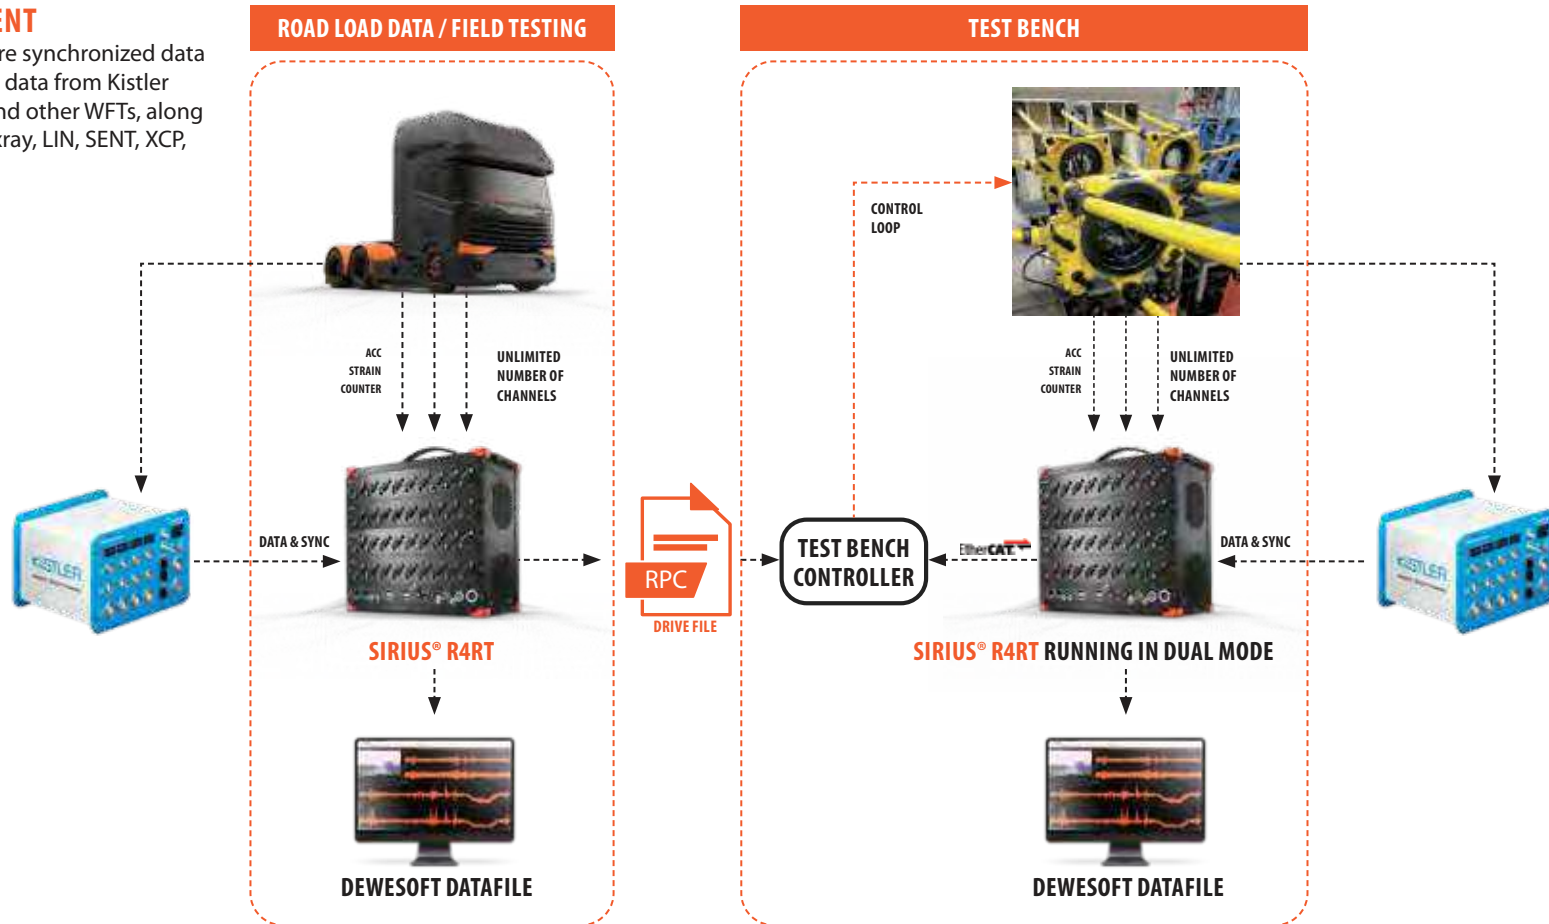 ENT
re synchronized data
data from Kistler
nd other WFTs, along
xray, LIN, SENT, XCP,
ROAD LOAD DATA / FIELD TESTING
ACC
STRAIN
COUNTER
UNLIMITED
NUMBER OF
CHANNELS
KISTLER
DATA & SYNC
SIRIUS® R4RT
DEWESOFT DATAFILE
RPC
DRIVE FILE
TEST BENCH
CONTROL
LOOP
ACC
STRAIN
COUNTER
UNLIMITED
NUMBER OF
CHANNELS
TEST BENCH
CONTROLLER
EtherCAT
DATA & SYNC
KISTLER
SIRIUS® R4RT RUNNING IN DUAL MODE
DEWESOFT DATAFILE